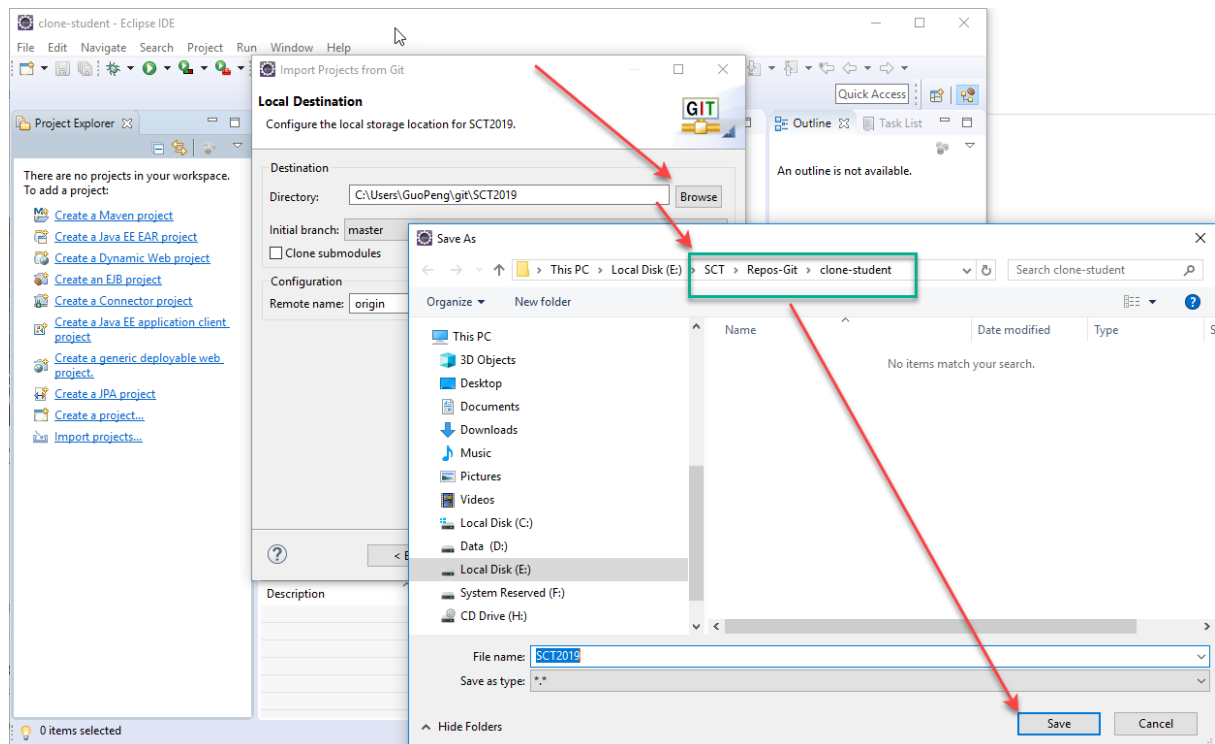 clone-student - Eclipse IDE
File Edit Navigate Search Project Run Window Help
Quick Access
Project Explorer
There are no projects in your workspace.
To add a project:
Create a Maven project
Create a Java EE EAR project
Create a Dynamic Web project
Create an EJB project
Create a Connector project
Create a Java EE application client
project
Create a generic deployable web
project.
Create a JPA project
Create a project...
Import projects...
0 items selected
Import Projects from Git
Local Destination
Configure the local storage location for SCT2019.
GIT
Destination
Directory: C:\Users\GuoPeng\git\SCT2019 Browse
Initial branch: master
Clone submodules
Configuration
Remote name: origin
Description
Outline Task List
An outline is not available.
Save As
This PC > Local Disk (E:) > SCT > Repos-Git > clone-student
Search clone-student
Organize New folder
This PC
3D Objects
Desktop
Documents
Downloads
Music
Pictures
Videos
Local Disk (C:)
Data (D:)
Local Disk (E:)
System Reserved (F:)
CD Drive (H:)
Name Date modified Type S
No items match your search.
File name: SCT2019
Save as type: *.*
Hide Folders
Save Cancel